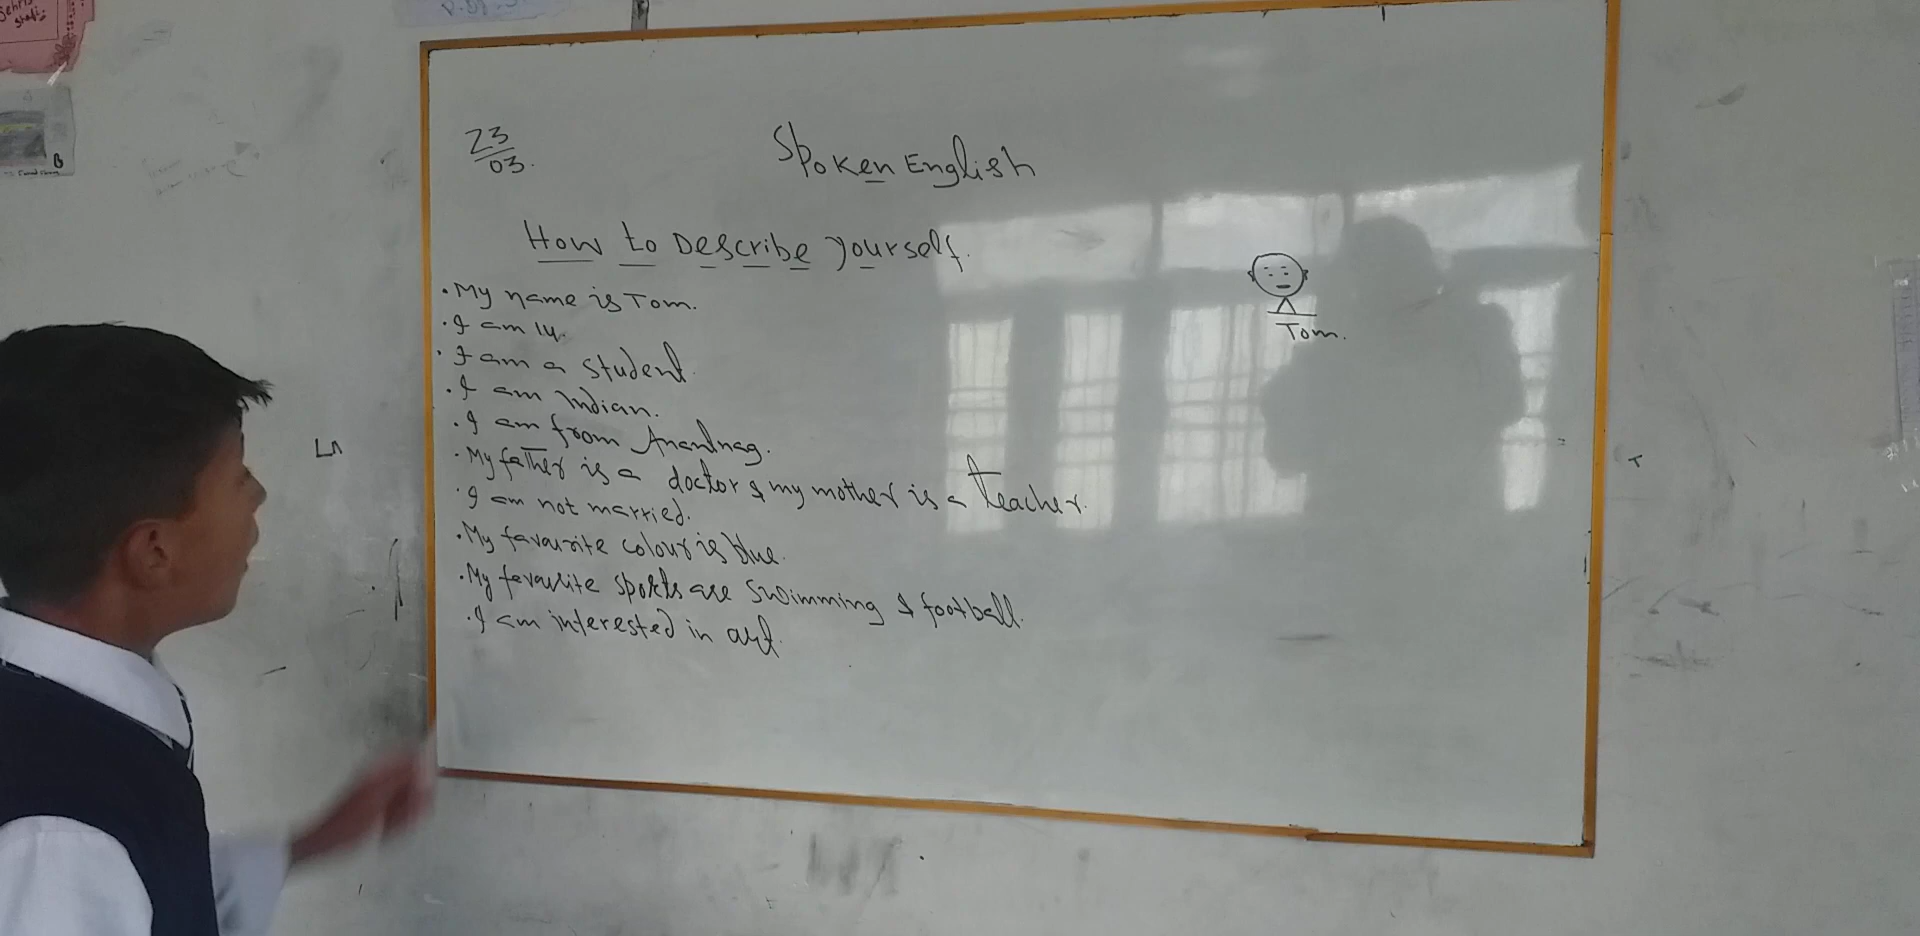 23
03.
Spoken English
How to Describe yourself.
• My name is Tom.
• I am 14.
• I am a student.
• I am Indian.
• I am from Anantnag.
• My father is a doctor & my mother is a Teacher.
• I am not married.
• My favourite colour is blue.
• My favourite sports are Swimming & football.
• I am interested in art.
Tom.